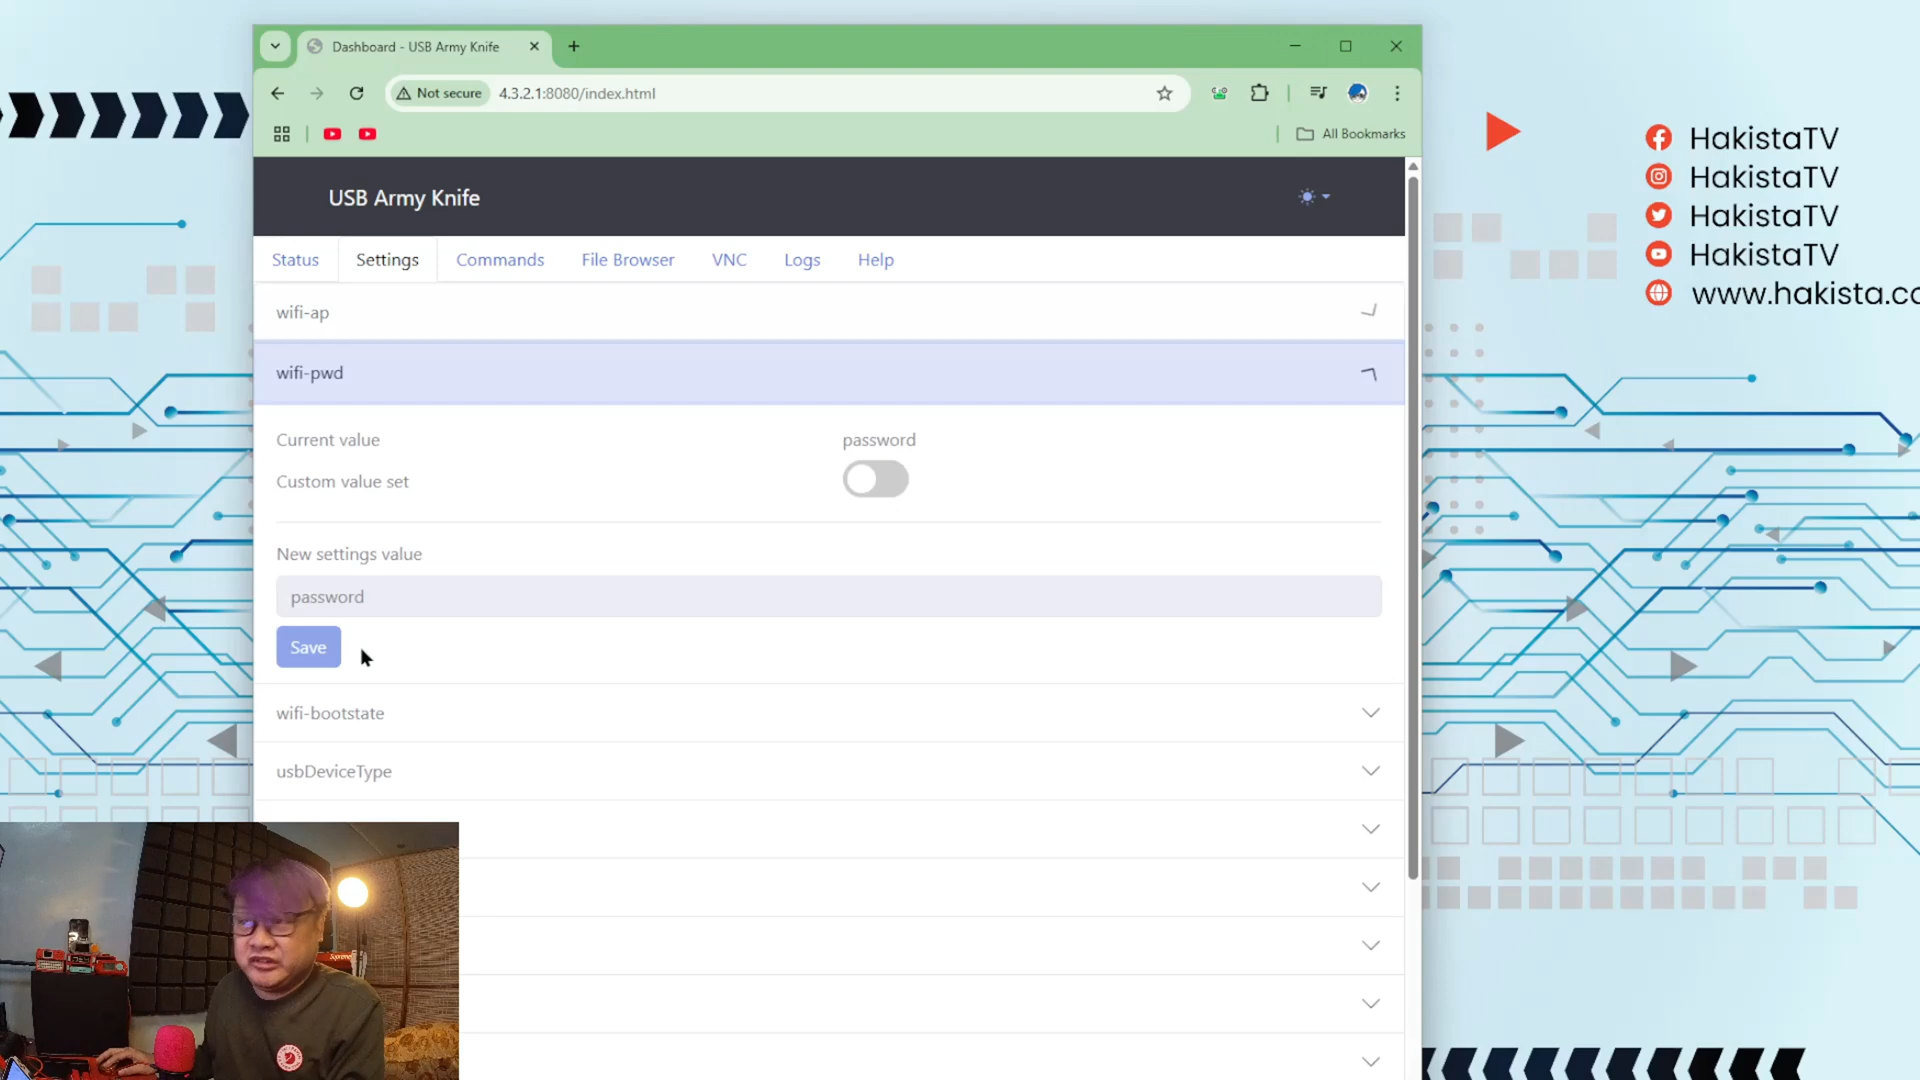 Dashboard - USB Army Knife
Not secure
4.3.2.1:8080/index.html
All Bookmarks
USB Army Knife
Status
Settings
Commands
File Browser
VNC
Logs
Help
wifi-ap
wifi-pwd
Current value
password
Custom value set
New settings value
password
Save
wifi-bootstate
usbDeviceType
HakistaTV
HakistaTV
HakistaTV
HakistaTV
www.hakista.co
Supreme